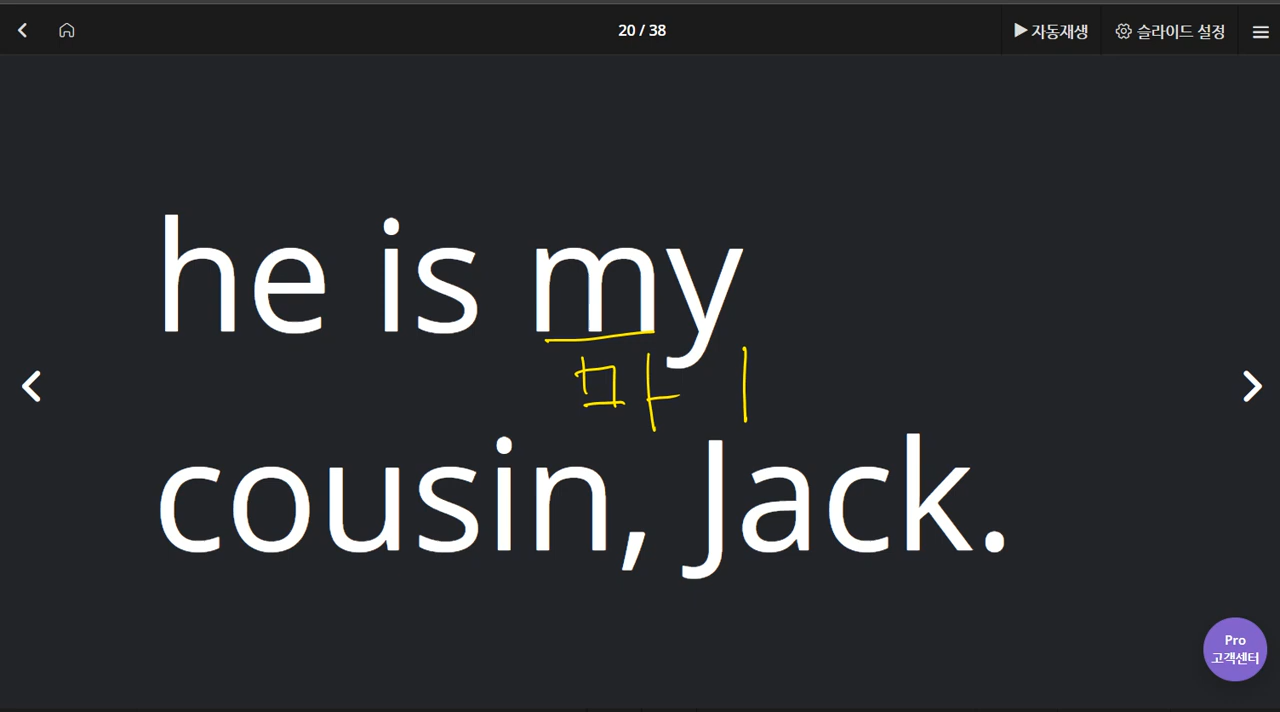 20 / 38
▶ 자동재생
슬라이드 설정
he is my
마 ㅣ
cousin, Jack.
Pro
고객센터